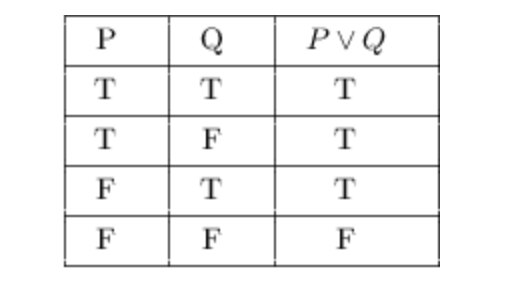 P Q P ∨ Q
T T T
T F T
F T T
F F F